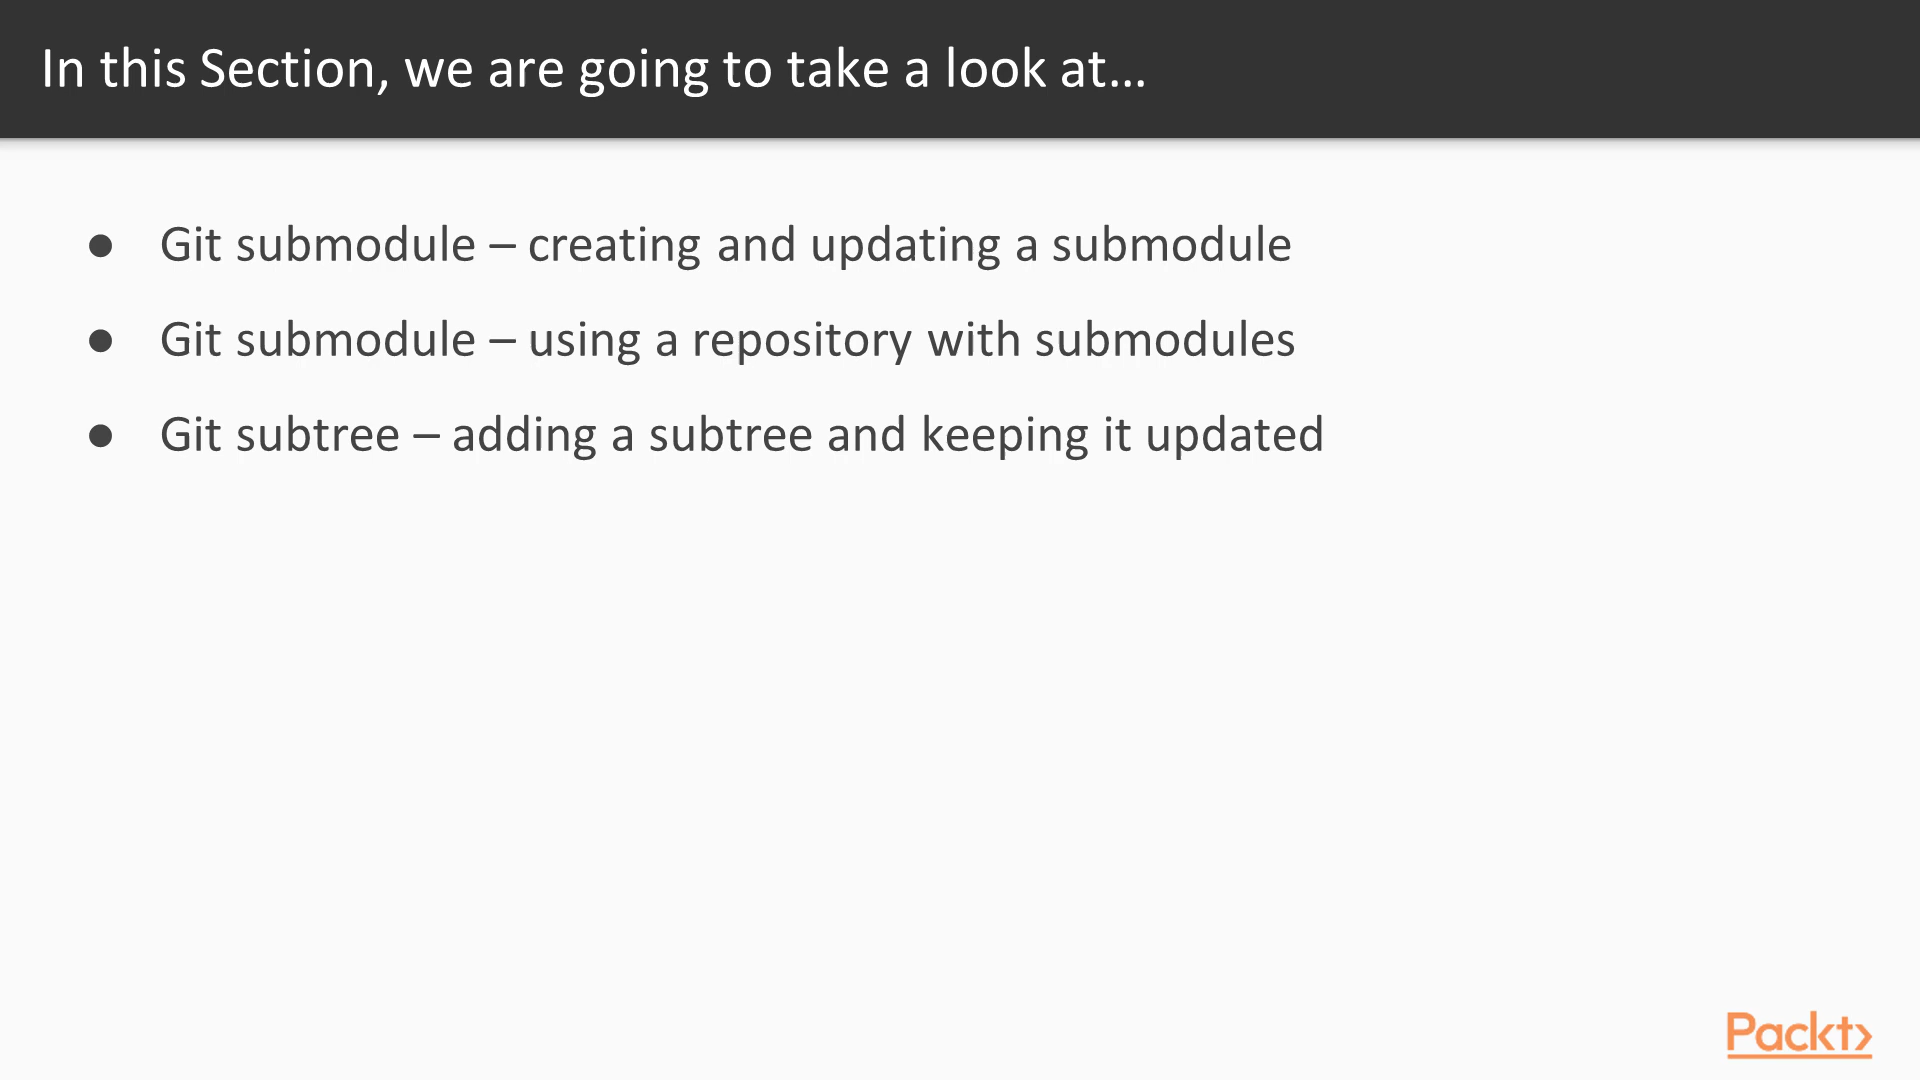 In this Section, we are going to take a look at...
● Git submodule – creating and updating a submodule
● Git submodule – using a repository with submodules
● Git subtree – adding a subtree and keeping it updated
Packt>